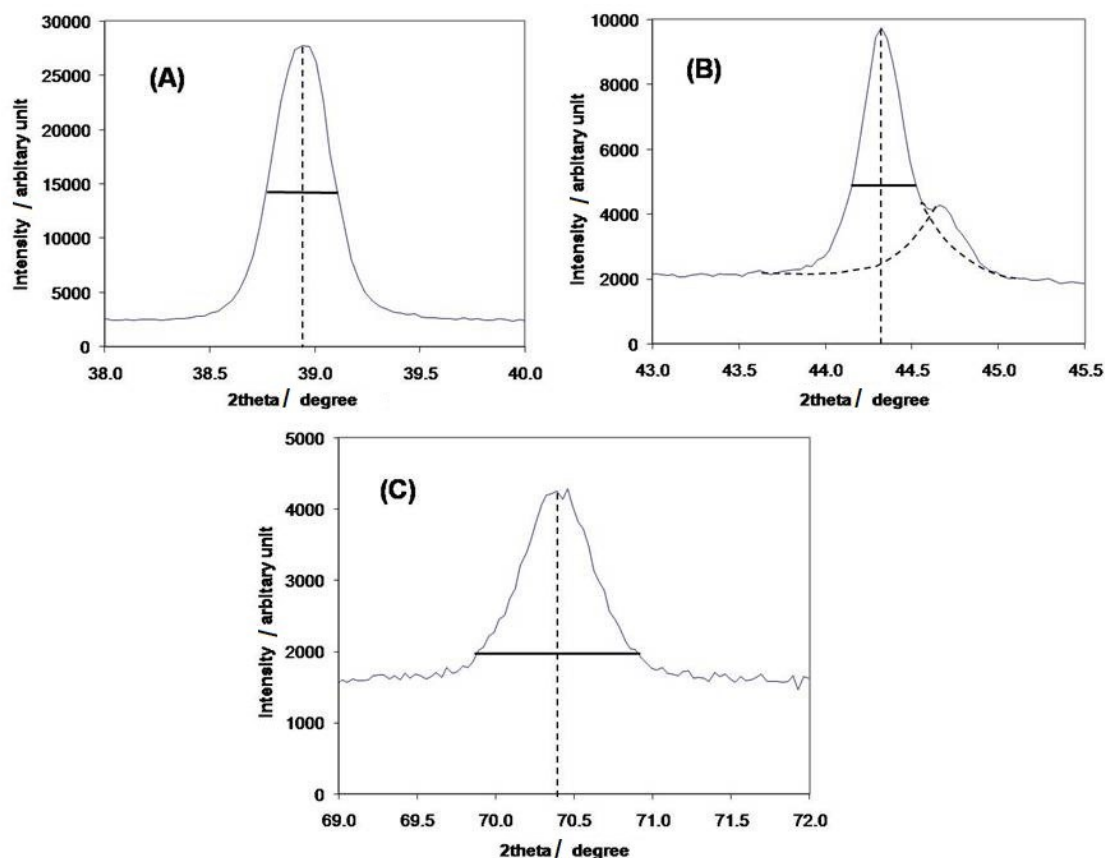 30000
25000
20000
15000
10000
5000
0
Intensity / arbitary unit
(A)
38.0 38.5 39.0 39.5 40.0
2theta / degree
10000
8000
6000
4000
2000
0
Intensity / arbitary unit
(B)
43.0 43.5 44.0 44.5 45.0 45.5
2theta / degree
5000
4000
3000
2000
1000
0
Intensity / arbitary unit
(C)
69.0 69.5 70.0 70.5 71.0 71.5 72.0
2theta / degree